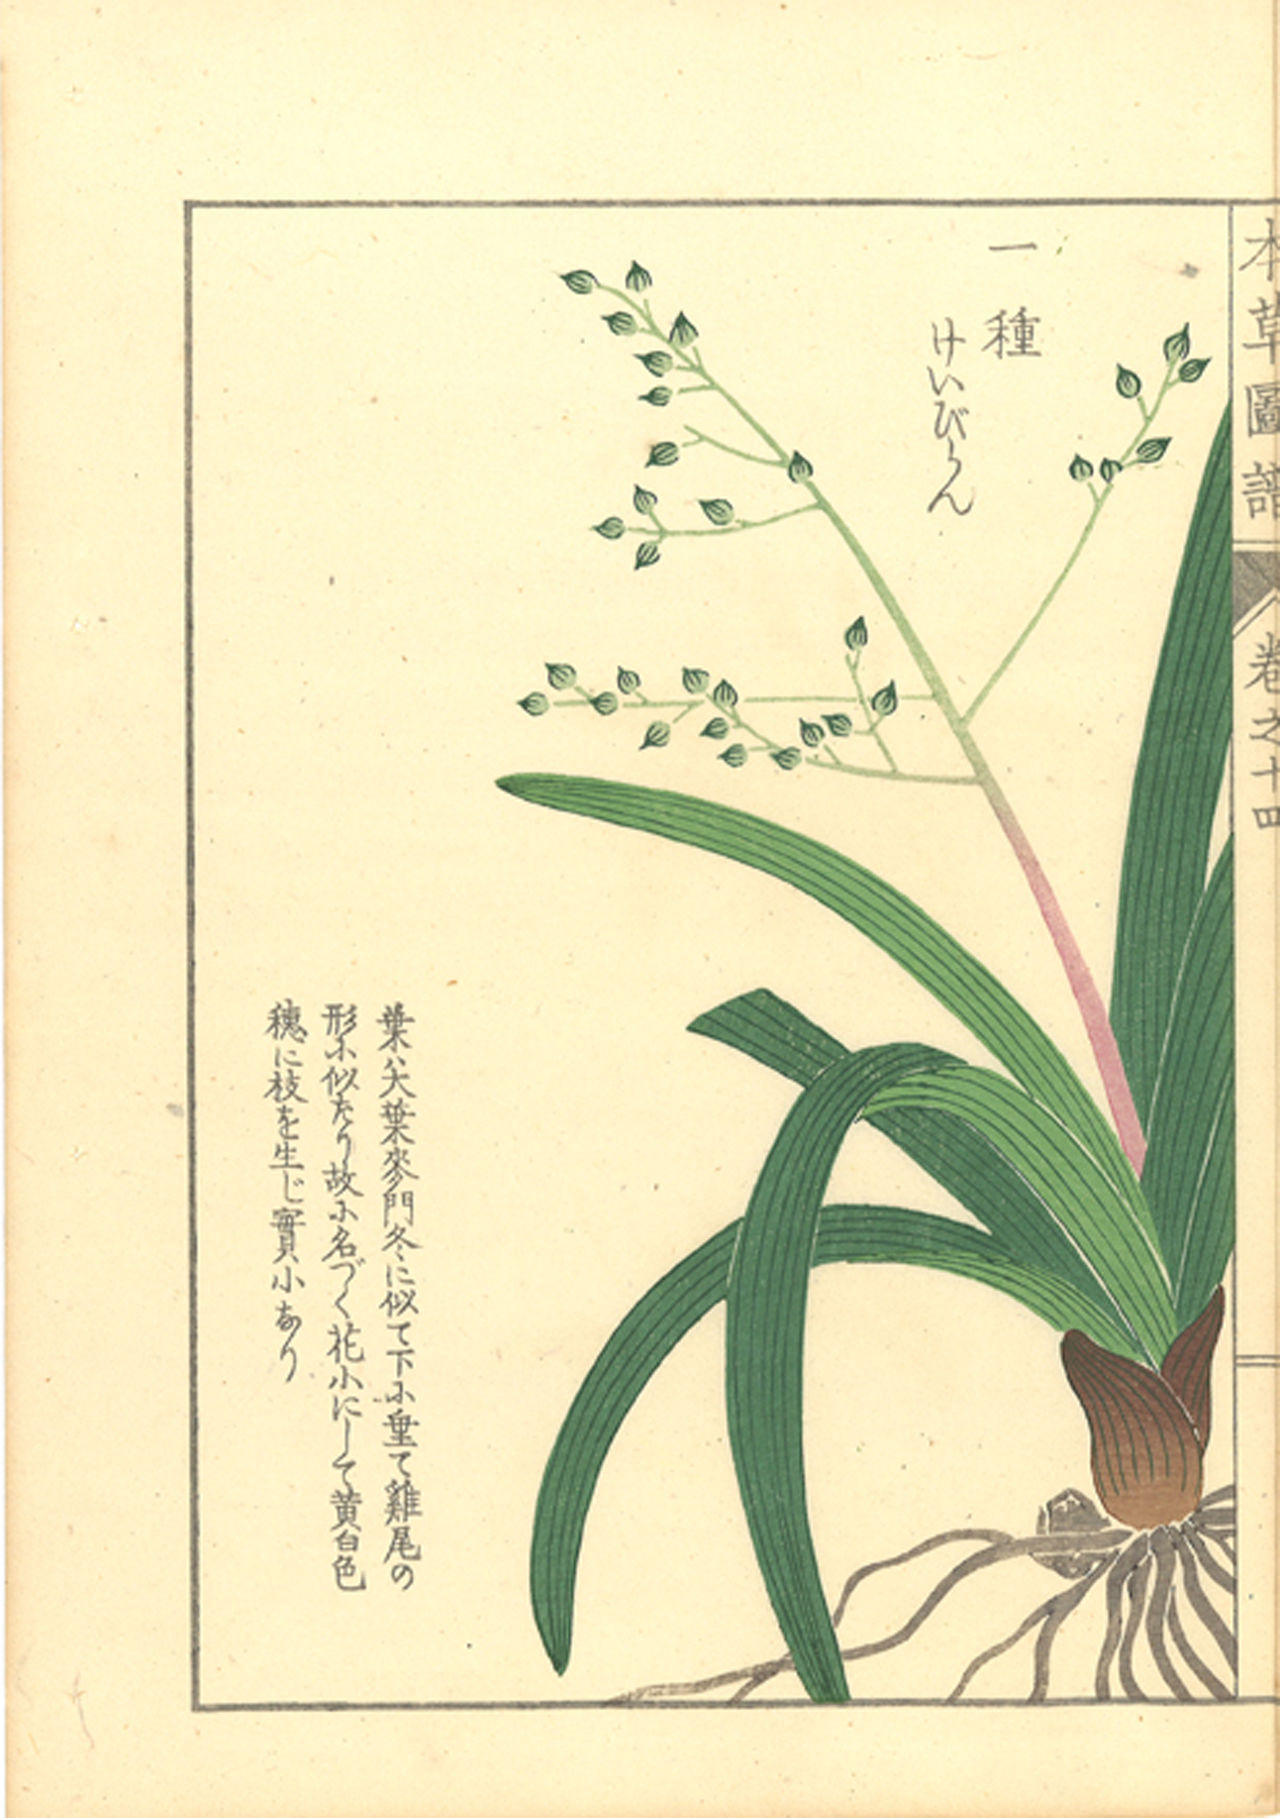 本草圖譜 卷之十四
一種
けいびらん
葉ハ大葉麥門冬に似て下に垂て雞尾の
形に似たり故に名づく花小にして黄白色
穂に枝を生じ實小なり